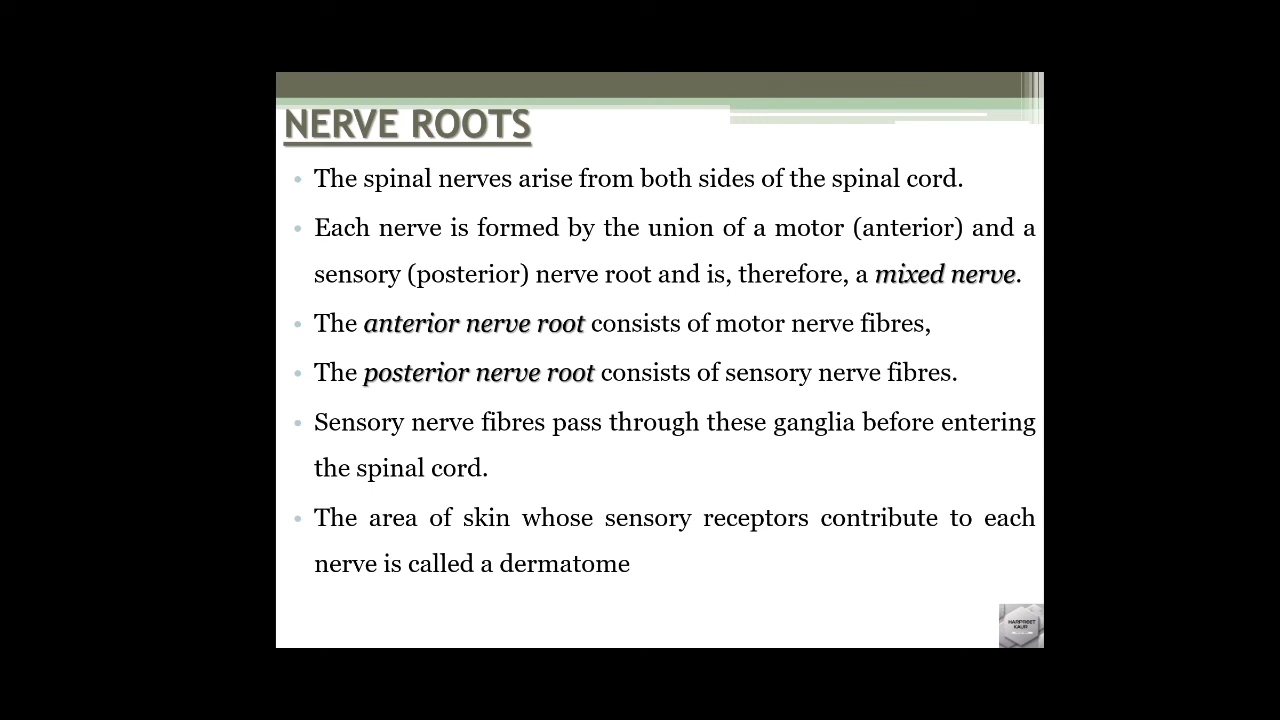 NERVE ROOTS
• The spinal nerves arise from both sides of the spinal cord.
• Each nerve is formed by the union of a motor (anterior) and a
sensory (posterior) nerve root and is, therefore, a mixed nerve.
• The anterior nerve root consists of motor nerve fibres,
• The posterior nerve root consists of sensory nerve fibres.
• Sensory nerve fibres pass through these ganglia before entering
the spinal cord.
• The area of skin whose sensory receptors contribute to each
nerve is called a dermatome
HARPREET
KAUR